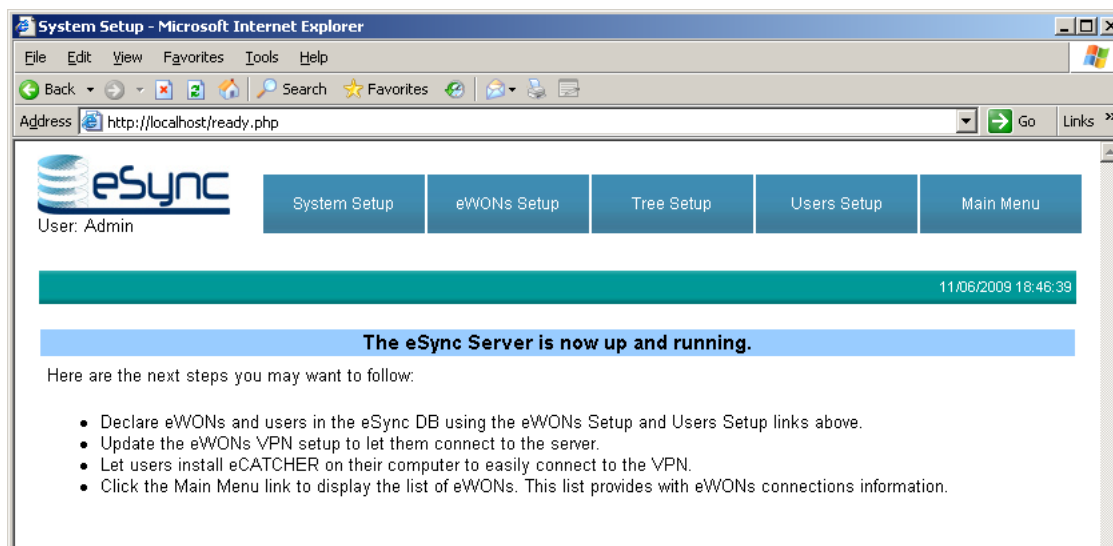 System Setup - Microsoft Internet Explorer
File Edit View Favorites Tools Help
Back Search Favorites
Address http://localhost/ready.php Go Links »
eSync
User: Admin
System Setup eWONs Setup Tree Setup Users Setup Main Menu
11/06/2009 18:46:39
The eSync Server is now up and running.
Here are the next steps you may want to follow:
• Declare eWONs and users in the eSync DB using the eWONs Setup and Users Setup links above.
• Update the eWONs VPN setup to let them connect to the server.
• Let users install eCATCHER on their computer to easily connect to the VPN.
• Click the Main Menu link to display the list of eWONs. This list provides with eWONs connections information.